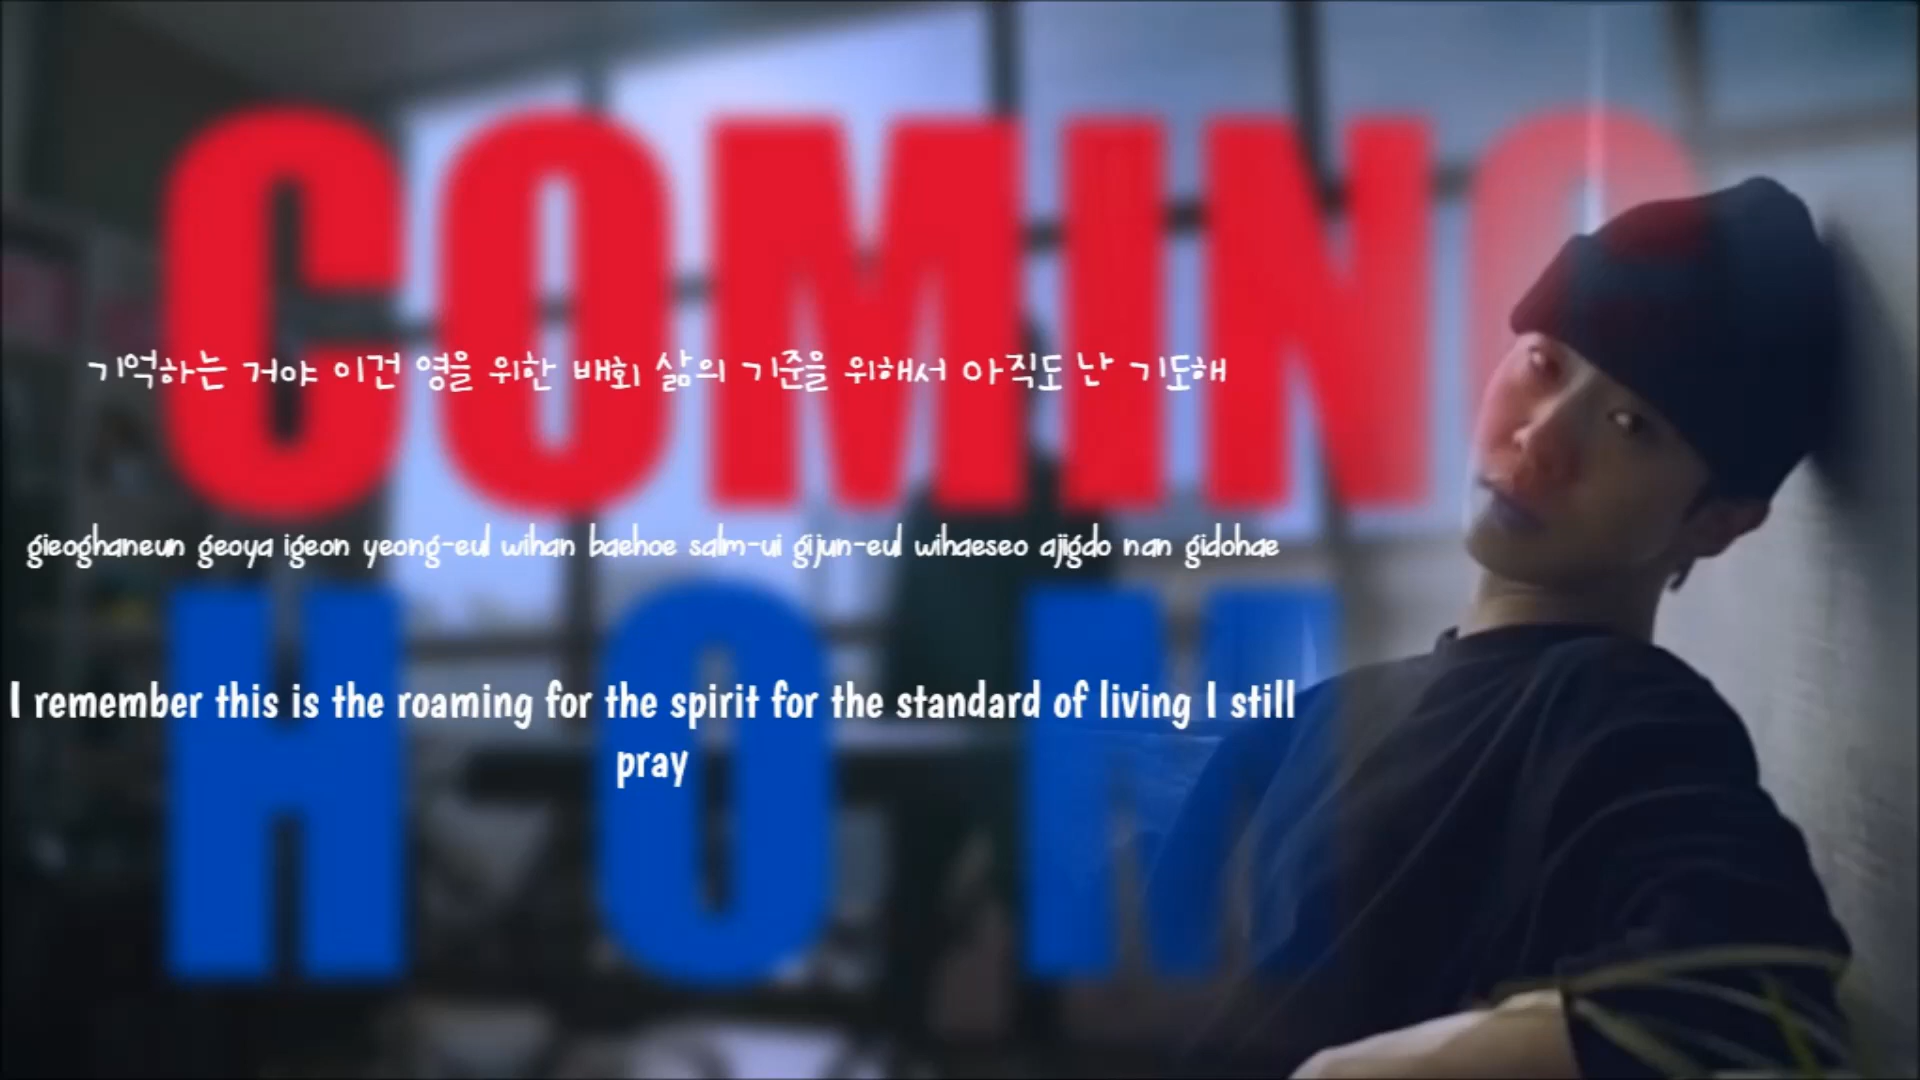 COMING
기억하는 거야 이건 영을 위한 배회 삶의 기준을 위해서 아직도 난 기도해
gieoghaneun geoya igeon yeong-eul wihan baehoe salm-ui gijun-eul wihaeseo ajigdo nan gidohae
HOM
I remember this is the roaming for the spirit for the standard of living I still
pray